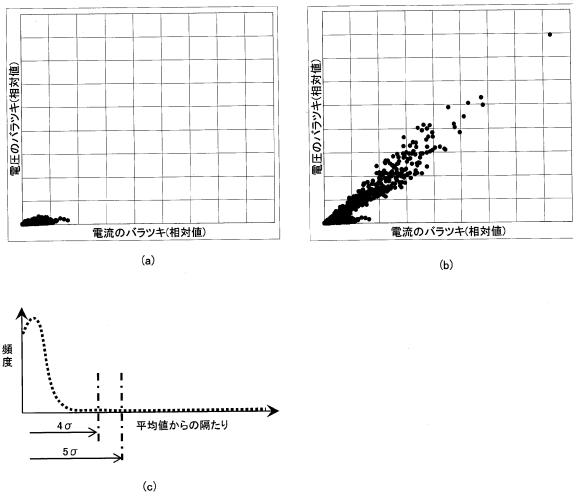 電圧のバラツキ(相対値)
電流のバラツキ(相対値)
(a)
電圧のバラツキ(相対値)
電流のバラツキ(相対値)
(b)
頻度
4σ
5σ
平均値からの隔たり
(c)